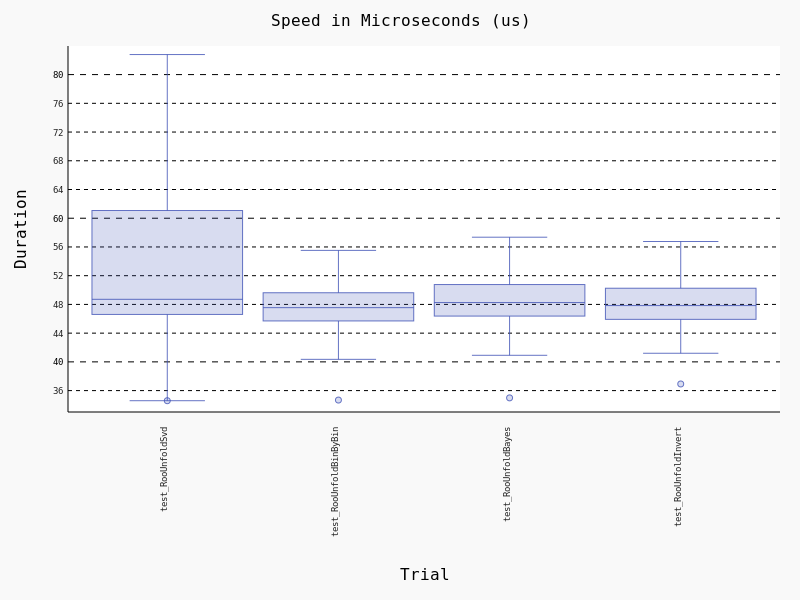 Speed in Microseconds (us)
Duration
80
76
72
68
64
60
56
52
48
44
40
36
test_RooUnfoldSvd
test_RooUnfoldBinByBin
test_RooUnfoldBayes
test_RooUnfoldInvert
Trial